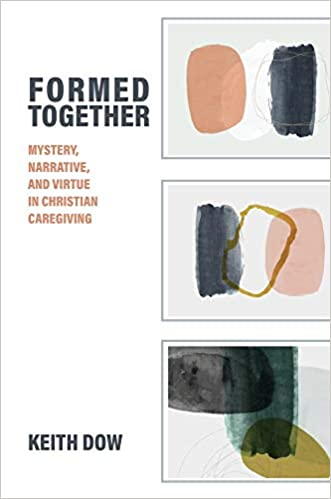 FORMED
TOGETHER
MYSTERY,
NARRATIVE,
AND VIRTUE
IN CHRISTIAN
CAREGIVING
KEITH DOW